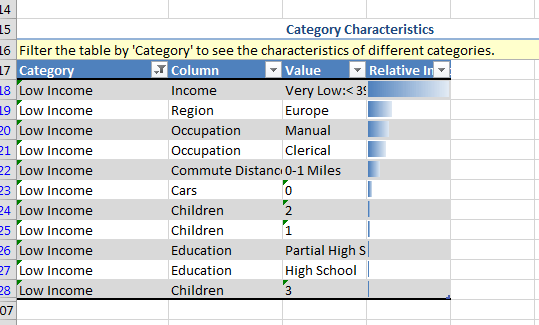 14
15 Category Characteristics
16 Filter the table by 'Category' to see the characteristics of different categories.
17 Category Column Value Relative Im
18 Low Income Income Very Low:< 39
19 Low Income Region Europe
20 Low Income Occupation Manual
21 Low Income Occupation Clerical
22 Low Income Commute Distanc 0-1 Miles
23 Low Income Cars 0
24 Low Income Children 2
25 Low Income Children 1
26 Low Income Education Partial High S
27 Low Income Education High School
28 Low Income Children 3
07